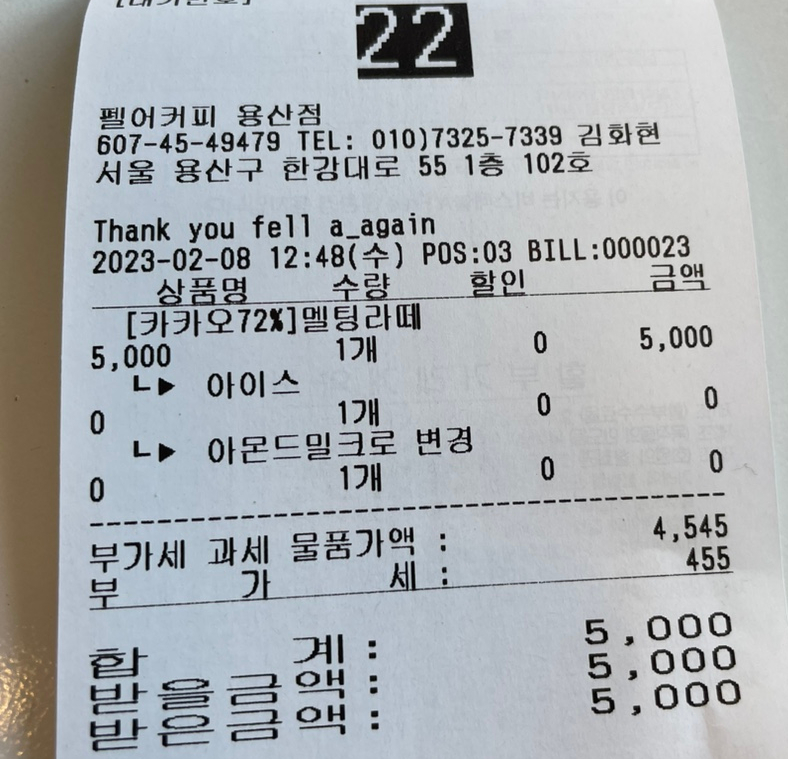 [대기번호]
22
펠어커피 용산점
607-45-49479 TEL: 010)7325-7339 김화현
서울 용산구 한강대로 55 1층 102호
Thank you fell a_again
2023-02-08 12:48(수) POS:03 BILL:000023
상품명 수량 할인 금액
[카카오72%]멜팅라떼
5,000 1개 0 5,000
┗▶ 아이스
0 1개 0 0
┗▶ 아몬드밀크로 변경
0 1개 0 0
부가세 과세 물품가액 : 4,545
부 가 세 : 455
합 계 : 5,000
받을금액 : 5,000
받은금액 : 5,000